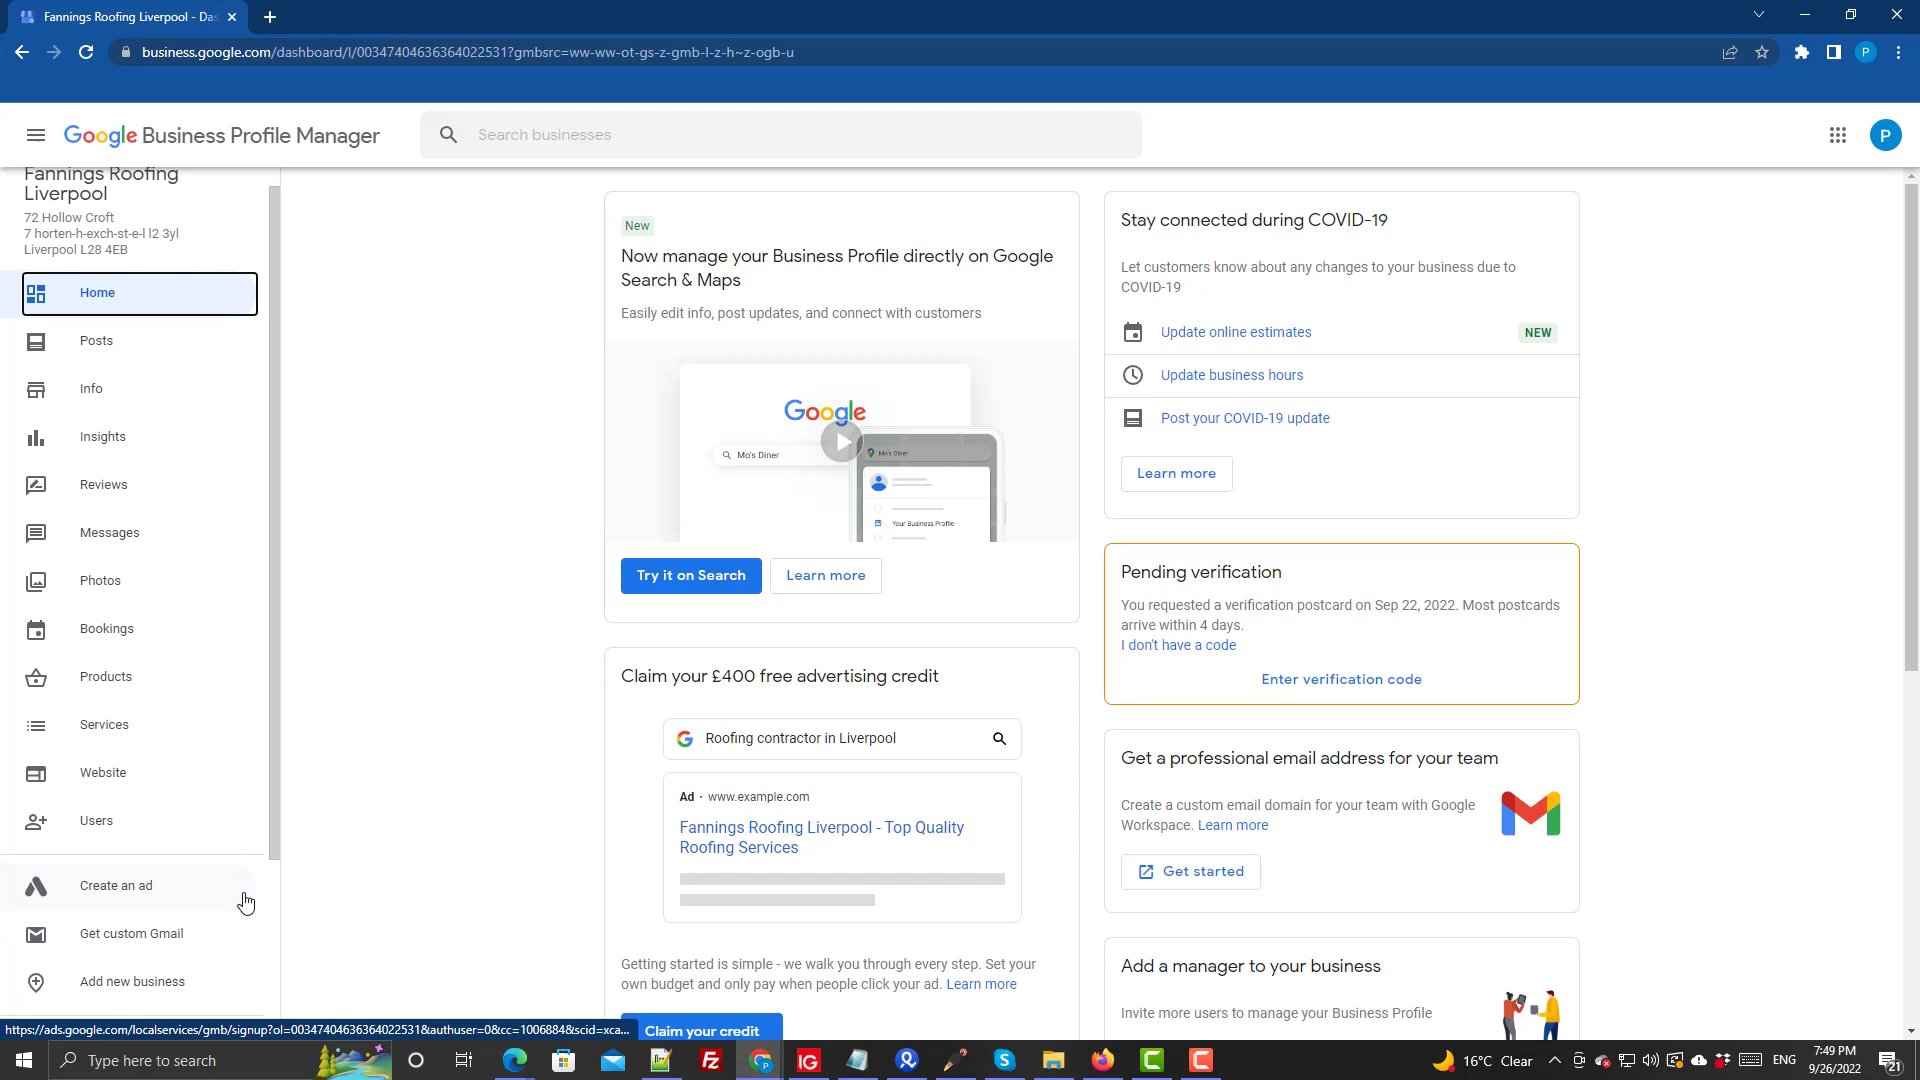 Fannings Roofing Liverpool - Das
business.google.com/dashboard/l/00347404636364022531?gmbsrc=ww-ww-ot-gs-z-gmb-l-z-h~z-ogb-u
P
Google Business Profile Manager
Search businesses
P
Fannings Roofing
Liverpool
72 Hollow Croft
7 horten-h-exch-st-e-l l2 3yl
Liverpool L28 4EB
Home
Posts
Info
Insights
Reviews
Messages
Photos
Bookings
Products
Services
Website
Users
Create an ad
Get custom Gmail
Add new business
https://ads.google.com/localservices/gmb/signup?ol=00347404636364022531&authuser=0&cc=1006884&scid=xca...
New
Now manage your Business Profile directly on Google
Search & Maps
Easily edit info, post updates, and connect with customers
Google
Mo's Diner
Mo's Diner
Your Business Profile
Try it on Search
Learn more
Claim your £400 free advertising credit
Roofing contractor in Liverpool
Ad · www.example.com
Fannings Roofing Liverpool - Top Quality
Roofing Services
Getting started is simple - we walk you through every step. Set your
own budget and only pay when people click your ad. Learn more
Claim your credit
Stay connected during COVID-19
Let customers know about any changes to your business due to
COVID-19
Update online estimates
NEW
Update business hours
Post your COVID-19 update
Learn more
Pending verification
You requested a verification postcard on Sep 22, 2022. Most postcards
arrive within 4 days.
I don't have a code
Enter verification code
Get a professional email address for your team
Create a custom email domain for your team with Google
Workspace. Learn more
Get started
Add a manager to your business
Invite more users to manage your Business Profile
Type here to search
P
Fz
IG
S
C
C
16°C Clear
ENG
7:49 PM
9/26/2022
21